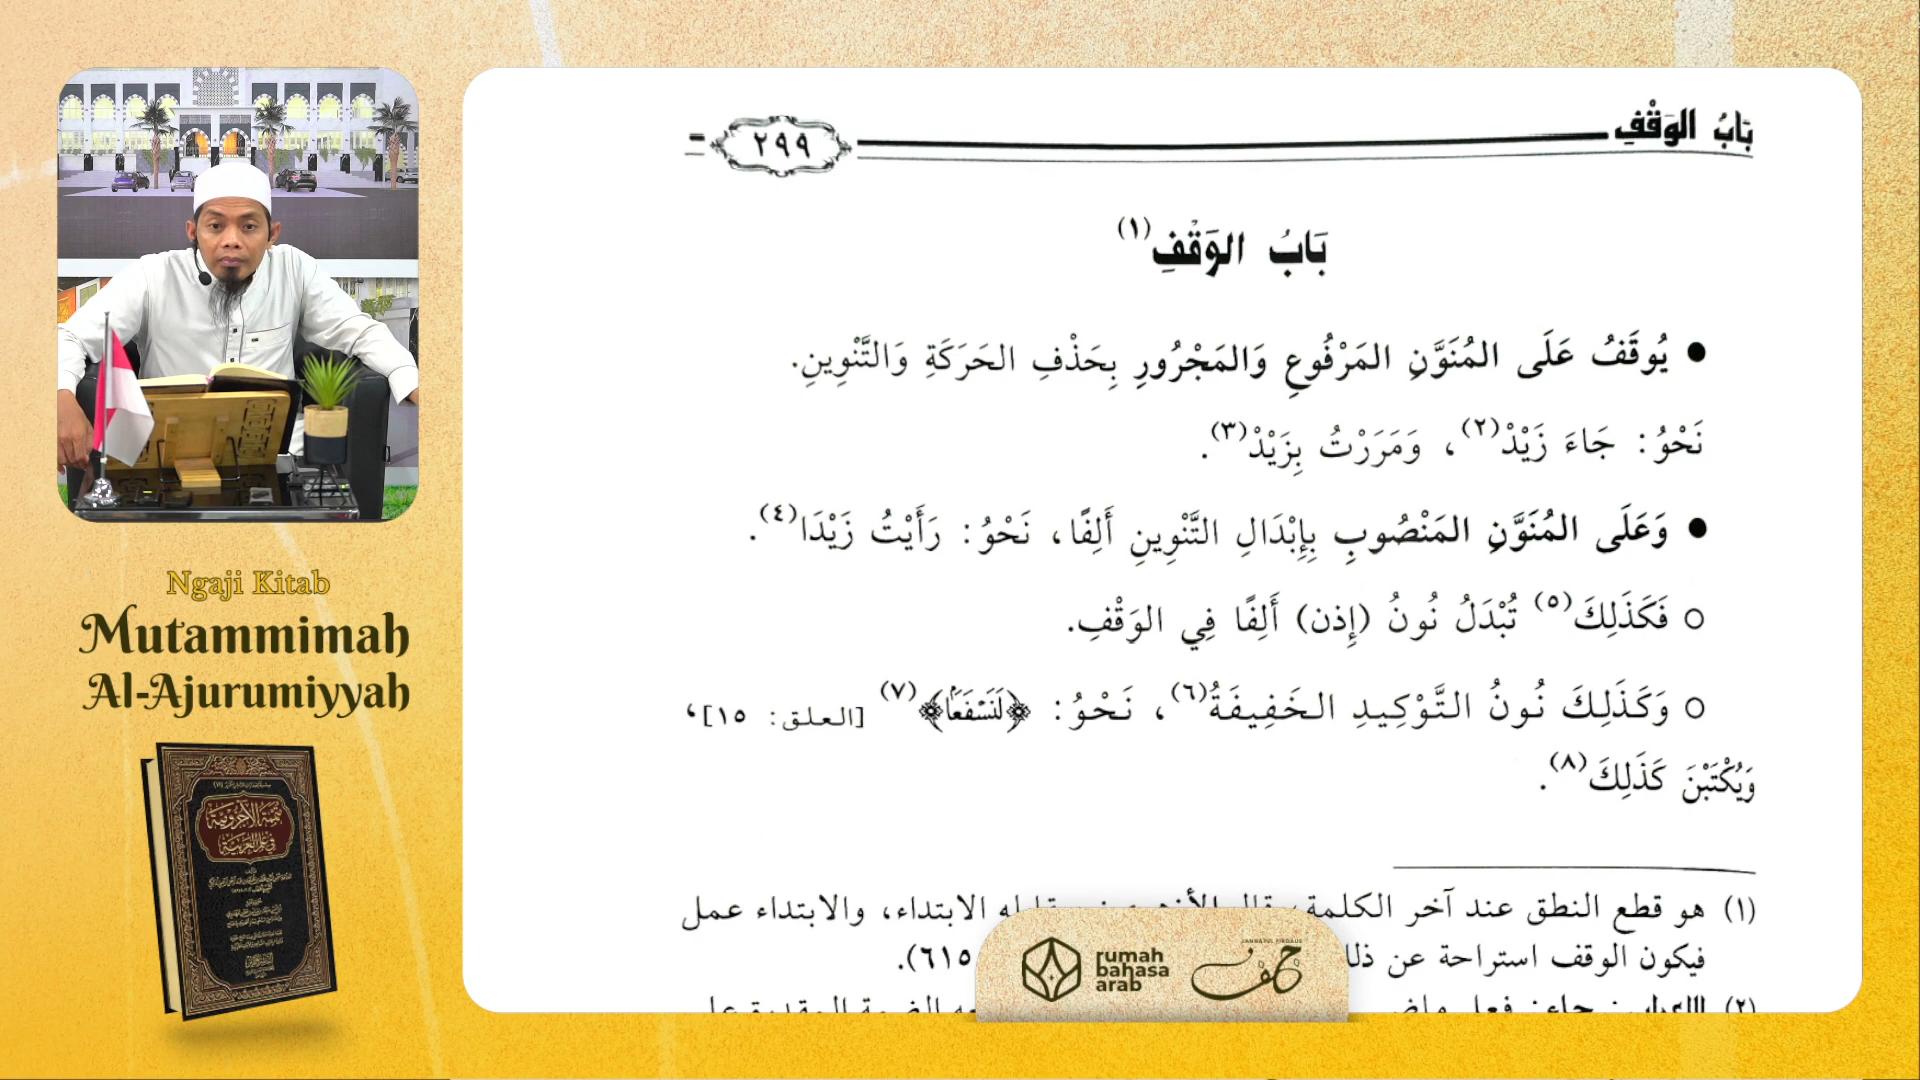 بَابُ الوَقْفِ
٢٩٩
بَابُ الوَقْفِ(١)
● يُوقَفُ عَلَى المُنَوَّنِ المَرْفُوعِ وَالمَجْرُورِ بِحَذْفِ الحَرَكَةِ وَالتَّنْوِينِ.
نَحْوُ: جَاءَ زَيْدْ(٢)، وَمَرَرْتُ بِزَيْدْ(٣).
● وَعَلَى المُنَوَّنِ المَنْصُوبِ بِإِبْدَالِ التَّنْوِينِ أَلِفًا، نَحْوُ: رَأَيْتُ زَيْدَا(٤).
○ فَكَذَلِكَ(٥) تُبْدَلُ نُونُ (إِذن) أَلِفًا فِي الوَقْفِ.
○ وَكَذَلِكَ نُونُ التَّوْكِيدِ الخَفِيفَةُ(٦)، نَحْوُ: ﴿لَنَسْفَعَۢا﴾(٧) [العلق: ١٥]،
وَيُكْتَبْنَ كَذَلِكَ(٨).
(١) هو قطع النطق عند آخر الكلمة، قال الابتداء، والابتداء عمل
فيكون الوقف استراحة عن ٦١٥).
Ngaji Kitab
Mutammimah
Al-Ajurumiyyah
rumah
bahasa
arab
JANNATUL FIRDAUS